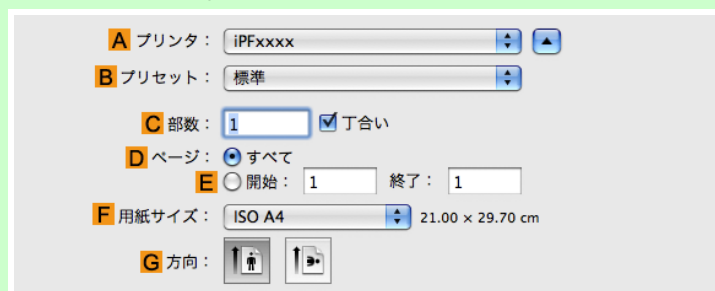 A プリンタ： iPFxxxx
B プリセット： 標準
C 部数： 1 丁合い
D ページ： すべて
E 開始： 1 終了： 1
F 用紙サイズ： ISO A4 21.00 × 29.70 cm
G 方向：